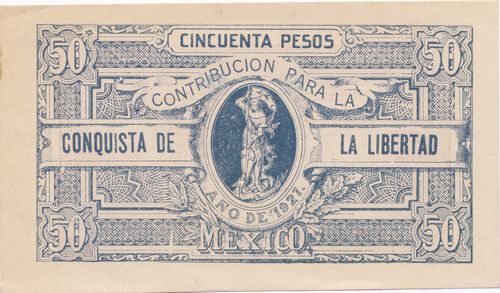 50 CINCUENTA PESOS 50
CONTRIBUCION PARA LA
CONQUISTA DE LA LIBERTAD
AÑO DE 1921.
50 MEXICO. 50